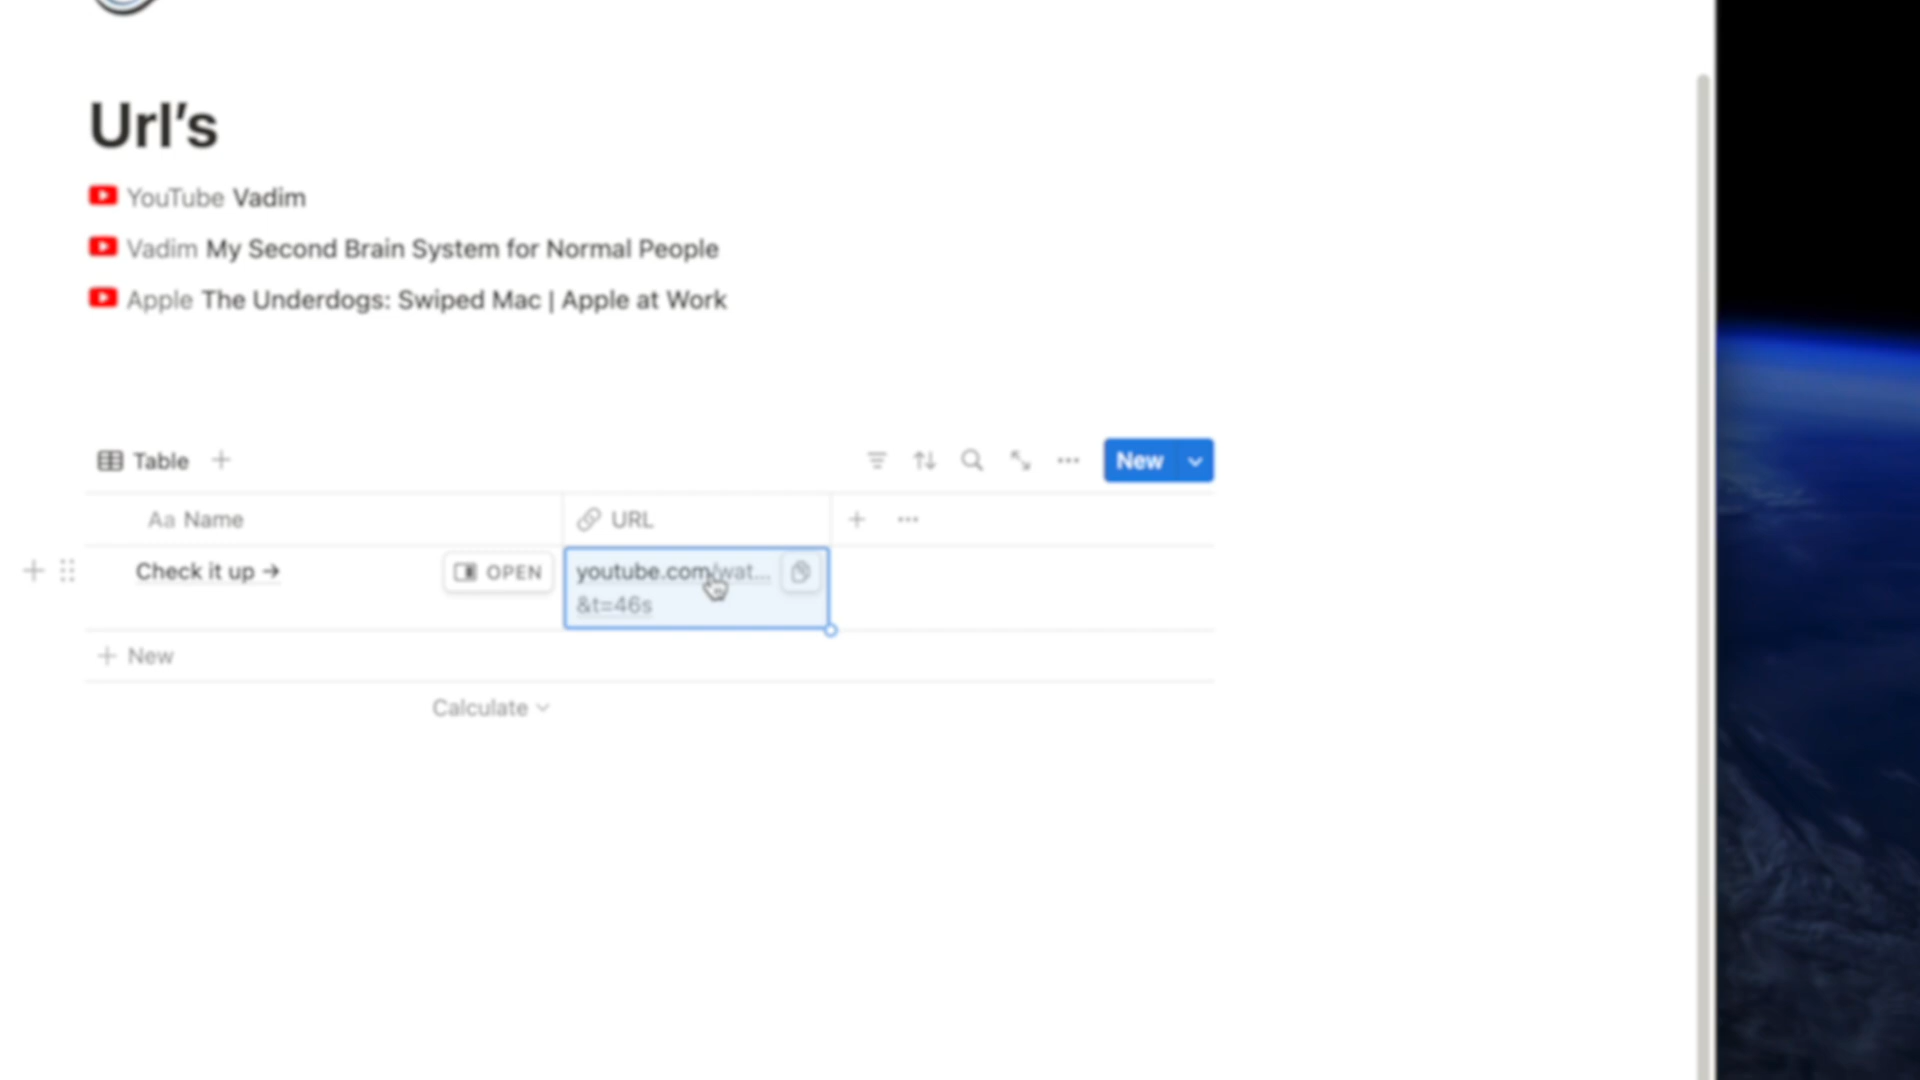 Url’s
YouTube Vadim
Vadim My Second Brain System for Normal People
Apple The Underdogs: Swiped Mac | Apple at Work
Table
New
Aa Name
URL
Check it up →
OPEN
youtube.com/wat...
&t=46s
New
Calculate